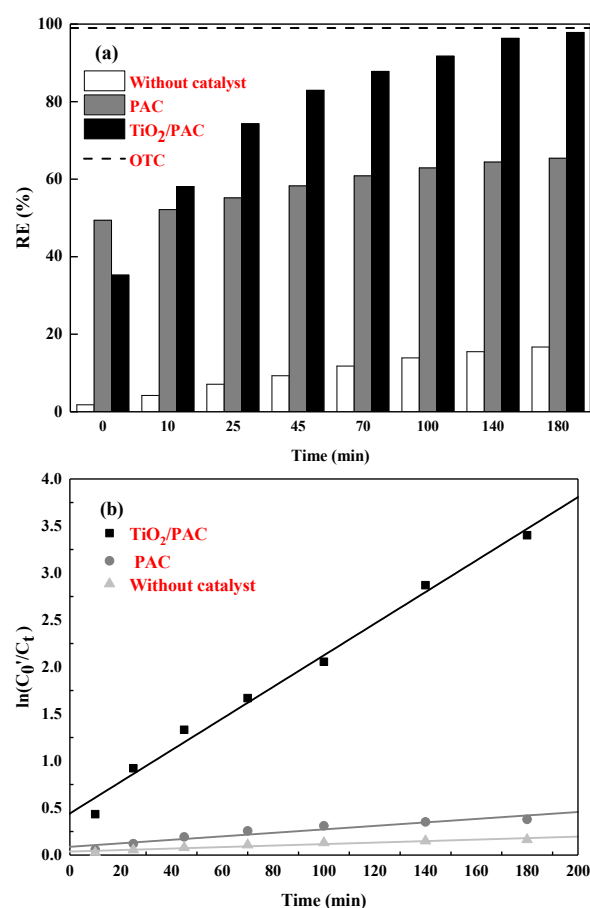 100
(a)
Without catalyst
80
PAC
TiO₂/PAC
OTC
60
RE (%)
40
20
0
0 10 25 45 70 100 140 180
Time (min)
4.0
(b)
TiO₂/PAC
3.5
PAC
3.0
Without catalyst
2.5
ln(C₀'/Cₜ)
2.0
1.5
1.0
0.5
0.0
0 20 40 60 80 100 120 140 160 180 200
Time (min)